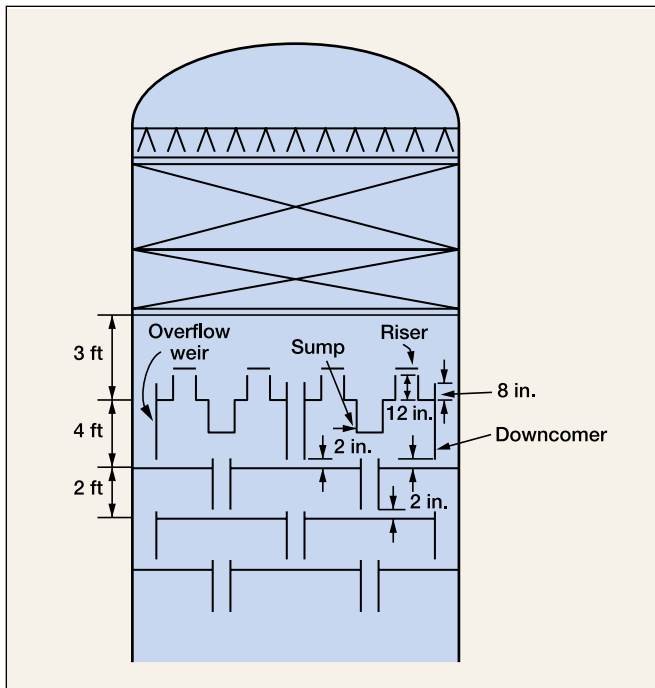 3 ft
Overflow
weir
Sump
Riser
8 in.
12 in.
4 ft
Downcomer
2 in.
2 ft
2 in.